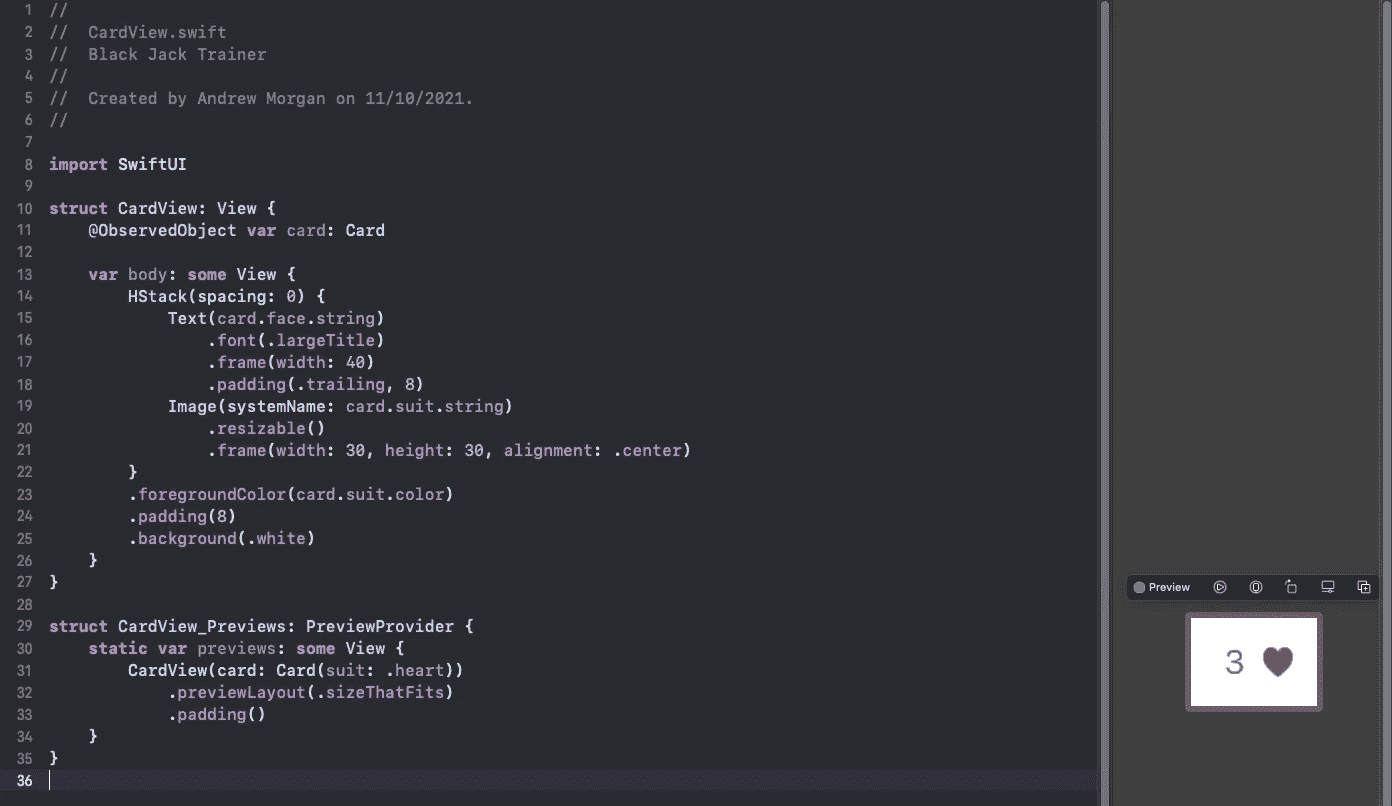 1 //
2 //  CardView.swift
3 //  Black Jack Trainer
4 //
5 //  Created by Andrew Morgan on 11/10/2021.
6 //
7
8 import SwiftUI
9
10 struct CardView: View {
11     @ObservedObject var card: Card
12
13     var body: some View {
14         HStack(spacing: 0) {
15             Text(card.face.string)
16                 .font(.largeTitle)
17                 .frame(width: 40)
18                 .padding(.trailing, 8)
19             Image(systemName: card.suit.string)
20                 .resizable()
21                 .frame(width: 30, height: 30, alignment: .center)
22         }
23         .foregroundColor(card.suit.color)
24         .padding(8)
25         .background(.white)
26     }
27 }
28
29 struct CardView_Previews: PreviewProvider {
30     static var previews: some View {
31         CardView(card: Card(suit: .heart))
32             .previewLayout(.sizeThatFits)
33             .padding()
34     }
35 }
36
Preview
3